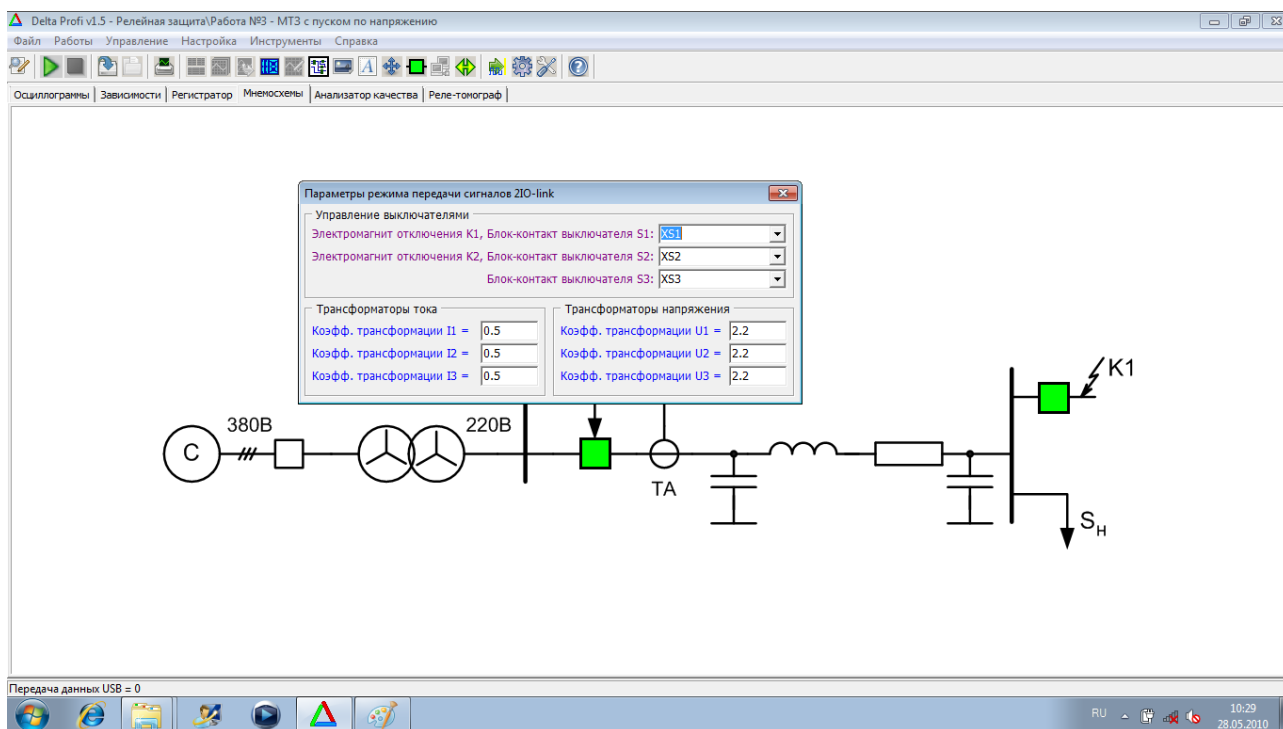 Delta Profi v1.5 - Релейная защита\Работа №3 - МТЗ с пуском по напряжению
Файл Работы Управление Настройка Инструменты Справка
Осциллограммы Зависимости Регистратор Мнемосхемы Анализатор качества Реле-томограф
Параметры режима передачи сигналов 2IO-link
Управление выключателями
Электромагнит отключения К1, Блок-контакт выключателя S1: XS1
Электромагнит отключения К2, Блок-контакт выключателя S2: XS2
Блок-контакт выключателя S3: XS3
Трансформаторы тока
Коэфф. трансформации I1 = 0.5
Коэфф. трансформации I2 = 0.5
Коэфф. трансформации I3 = 0.5
Трансформаторы напряжения
Коэфф. трансформации U1 = 2.2
Коэфф. трансформации U2 = 2.2
Коэфф. трансформации U3 = 2.2
К1
380В
220В
С
ТА
Sн
Передача данных USB = 0
RU
10:29
28.05.2010